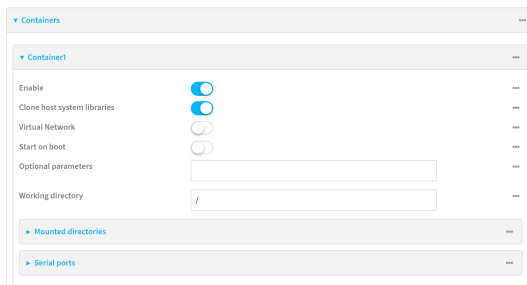 Containers
Container1
Enable
Clone host system libraries
Virtual Network
Start on boot
Optional parameters
Working directory
/
Mounted directories
Serial ports